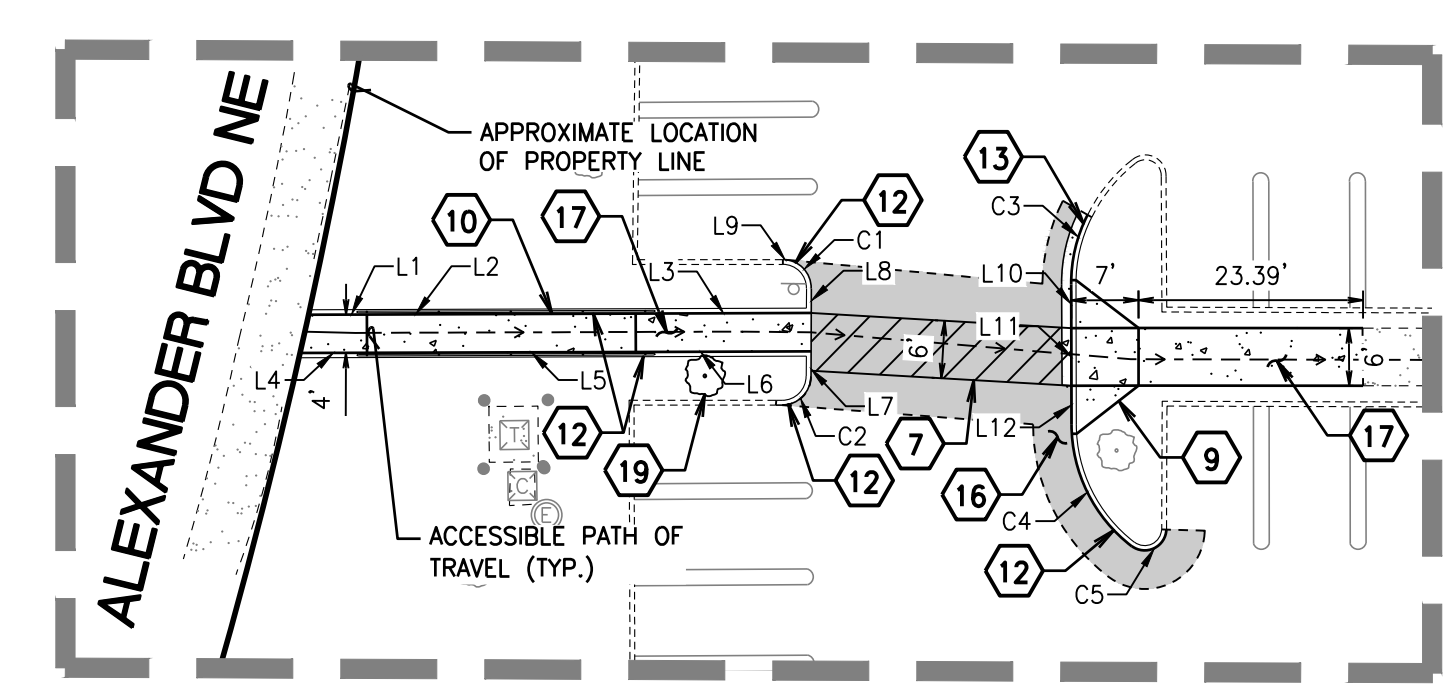 ALEXANDER BLVD NE
APPROXIMATE LOCATION
OF PROPERTY LINE
13
C3
10
17
L9
12
C1
L1
L2
L3
L8
L10
7'
23.39'
L11
6'
6'
L4
4'
L5
L6
L7
L12
T
12
19
C2
7
9
17
C
12
16
E
C4
ACCESSIBLE PATH OF
TRAVEL (TYP.)
12
C5